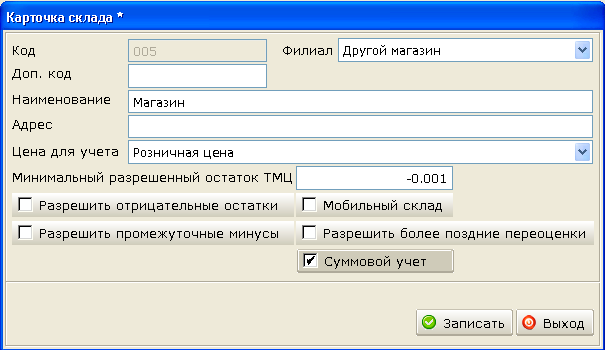 Карточка склада *
Код 005 Филиал Другой магазин
Доп. код
Наименование Магазин
Адрес
Цена для учета Розничная цена
Минимальный разрешенный остаток ТМЦ -0.001
Разрешить отрицательные остатки Мобильный склад
Разрешить промежуточные минусы Разрешить более поздние переоценки
Суммовой учет
Записать Выход